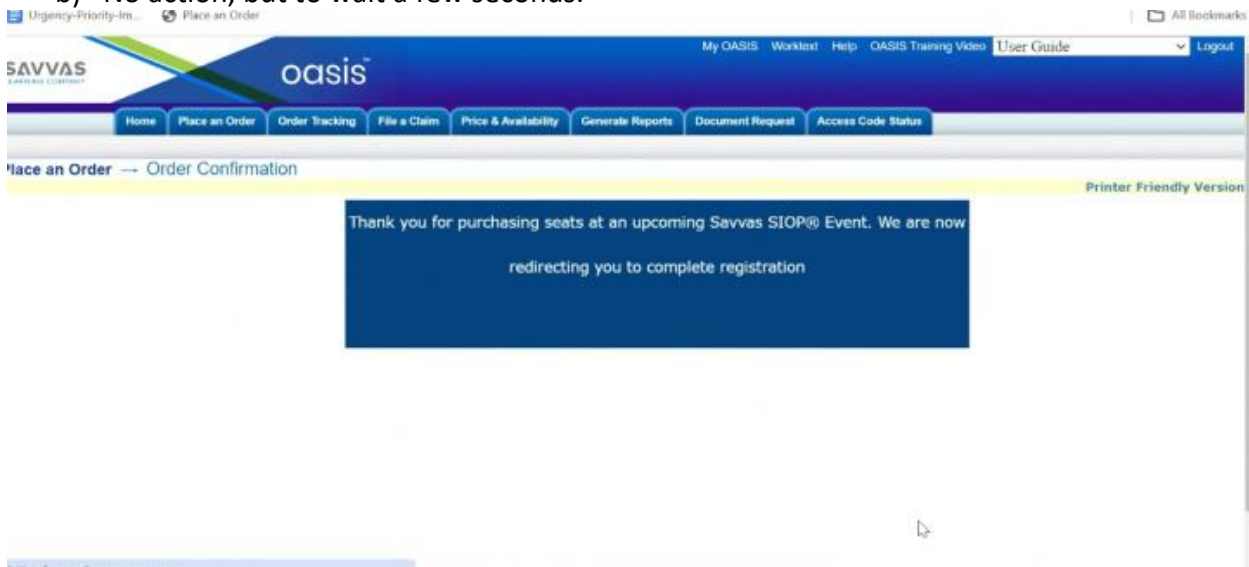 b) No action, but to wait a few seconds.
Urgency-Priority-Im... Place an Order All Bookmarks
My OASIS Worktext Help OASIS Training Video User Guide Logout
SAVVAS oasis
Home Place an Order Order Tracking File a Claim Price & Availability Generate Reports Document Request Access Code Status
Place an Order → Order Confirmation
Printer Friendly Version
Thank you for purchasing seats at an upcoming Savvas SIOP® Event. We are now
redirecting you to complete registration